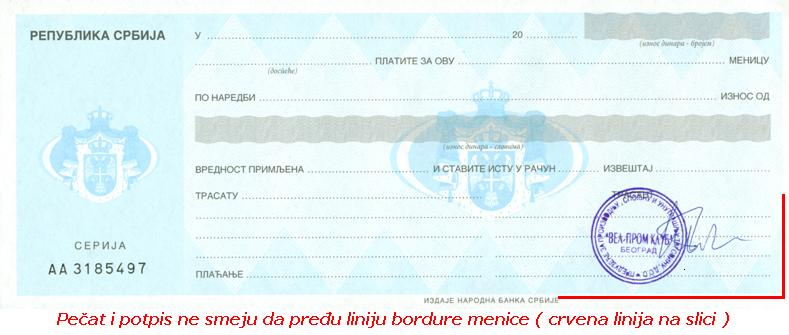 РЕПУБЛИКА СРБИЈА
У 20
(износ динара - бројем)
ПЛАТИТЕ ЗА ОВУ МЕНИЦУ
(доспеће)
ПО НАРЕДБИ ИЗНОС ОД
(износ динара - словима)
ВРЕДНОСТ ПРИМЉЕНА И СТАВИТЕ ИСТУ У РАЧУН ИЗВЕШТАЈ
ТРАСАТУ ТРАСАНТ
"ВЕА-ПРОМ КЛУБ"
БЕОГРАД
СЕРИЈА
АА 3185497
ПЛАЋАЊЕ
ИЗДАЈЕ НАРОДНА БАНКА СРБИЈЕ
Pečat i potpis ne smeju da pređu liniju bordure menice ( crvena linija na slici )